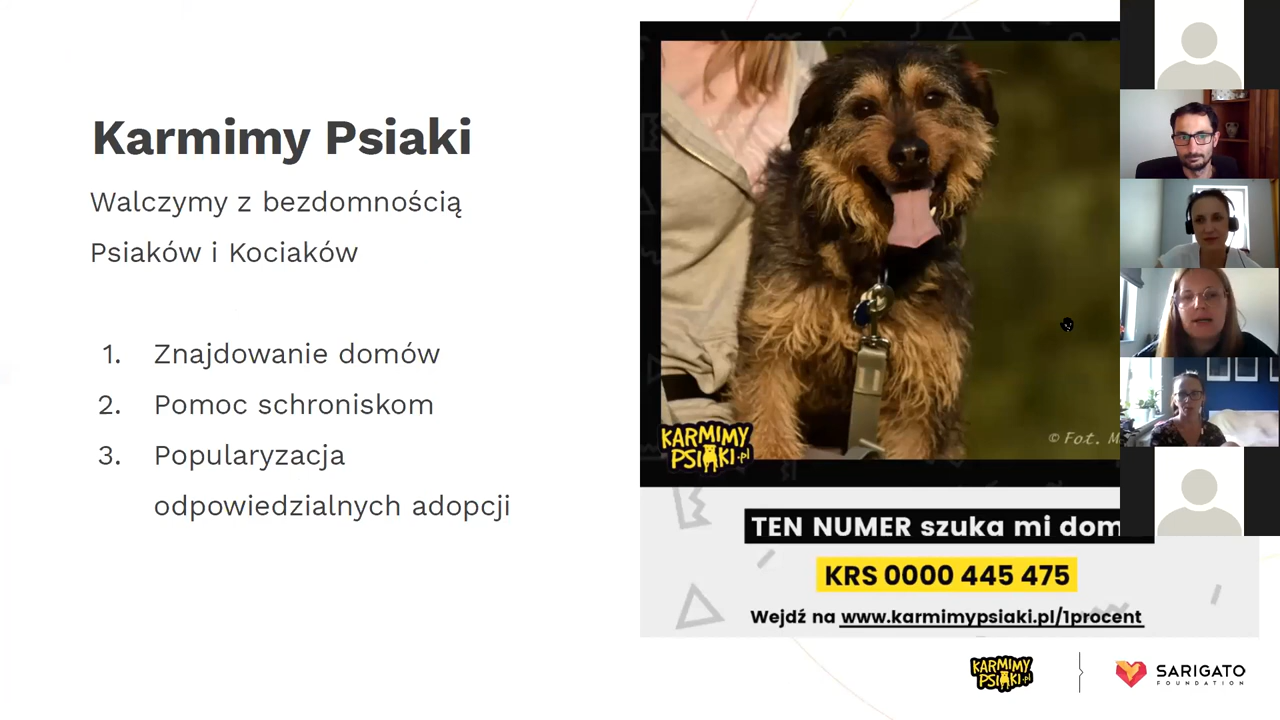 Karmimy Psiaki
Walczymy z bezdomnością
Psiaków i Kociaków
1. Znajdowanie domów
2. Pomoc schroniskom
3. Popularyzacja
odpowiedzialnych adopcji
© Fot. M
KARMIMY
PSIAKI.pl
TEN NUMER szuka mi dom
KRS 0000 445 475
Wejdź na www.karmimypsiaki.pl/1procent
KARMIMY
PSIAKI.pl
SARIGATO
FOUNDATION